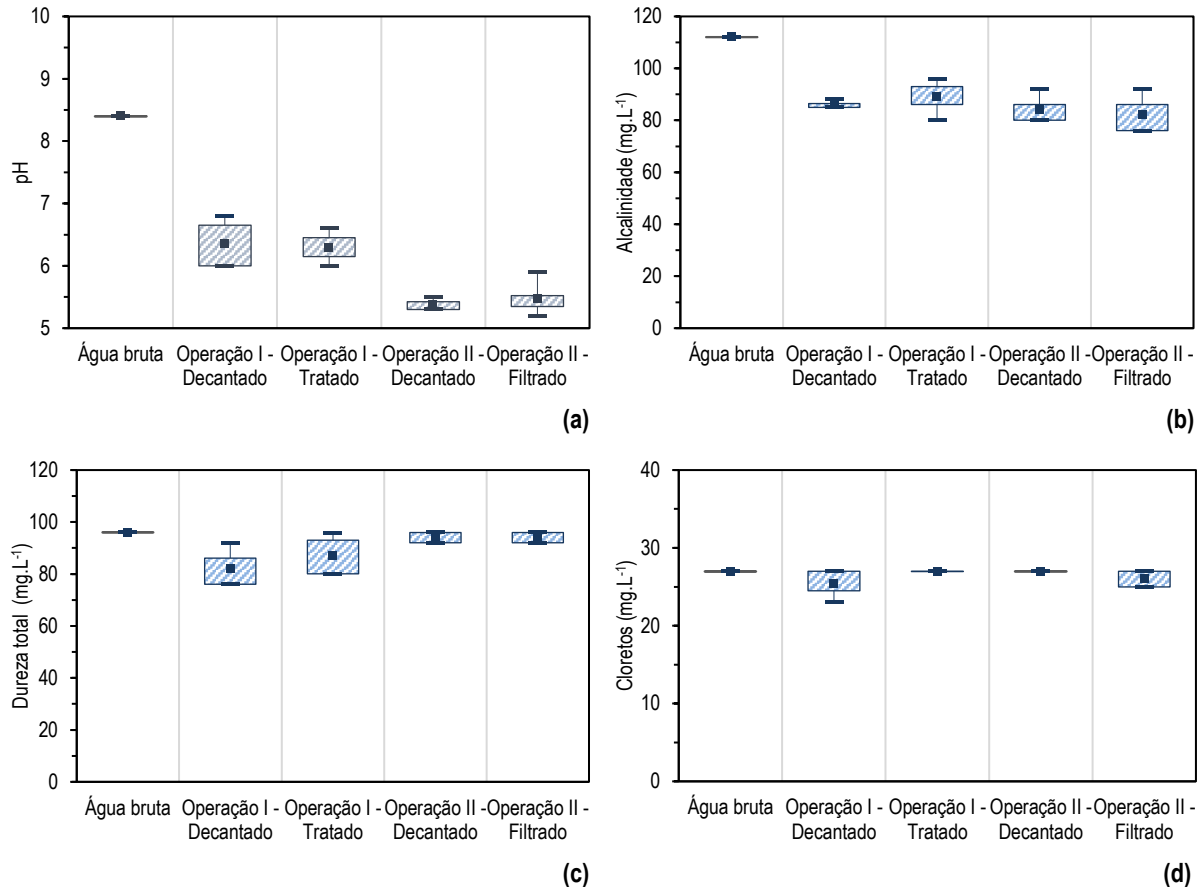 10
9
8
7
6
5
pH
Água bruta
Operação I -
Decantado
Operação I -
Tratado
Operação II -
Decantado
Operação II -
Filtrado
(a)
120
100
80
60
40
20
0
Alcalinidade (mg.L-1)
Água bruta
Operação I -
Decantado
Operação I -
Tratado
Operação II -
Decantado
Operação II -
Filtrado
(b)
120
100
80
60
40
20
0
Dureza total (mg.L-1)
Água bruta
Operação I -
Decantado
Operação I -
Tratado
Operação II -
Decantado
Operação II -
Filtrado
(c)
40
30
20
10
0
Cloretos (mg.L-1)
Água bruta
Operação I -
Decantado
Operação I -
Tratado
Operação II -
Decantado
Operação II -
Filtrado
(d)